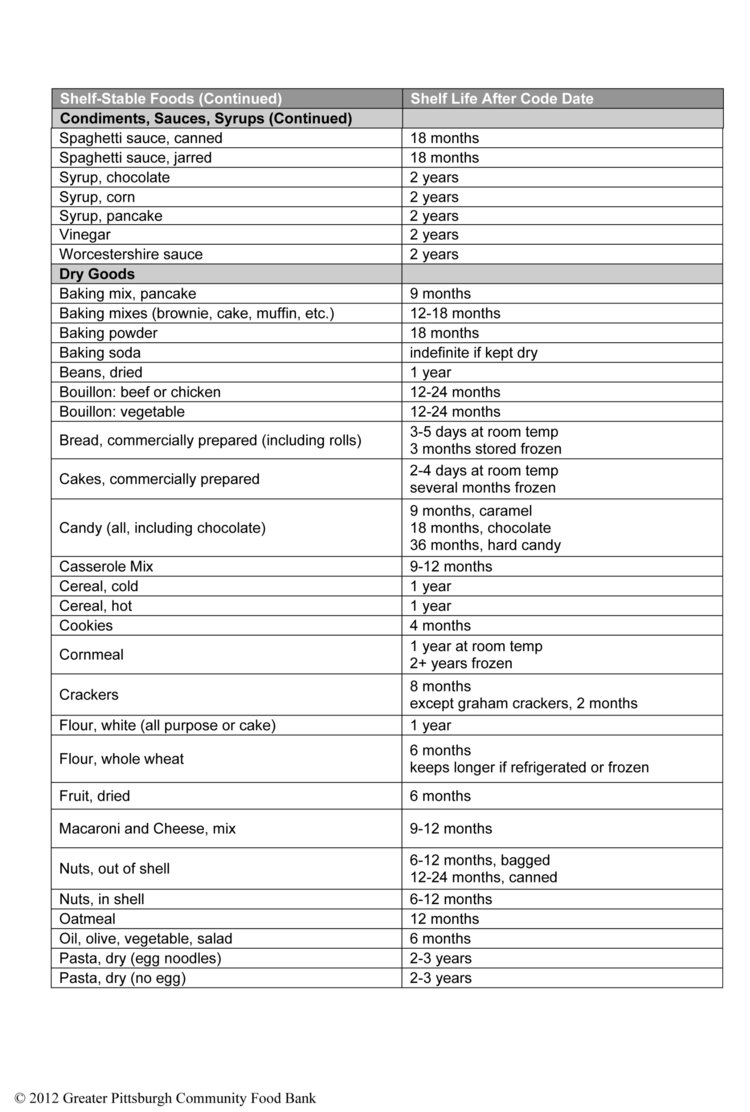 Shelf-Stable Foods (Continued) Shelf Life After Code Date
Condiments, Sauces, Syrups (Continued)
Spaghetti sauce, canned 18 months
Spaghetti sauce, jarred 18 months
Syrup, chocolate 2 years
Syrup, corn 2 years
Syrup, pancake 2 years
Vinegar 2 years
Worcestershire sauce 2 years
Dry Goods
Baking mix, pancake 9 months
Baking mixes (brownie, cake, muffin, etc.) 12-18 months
Baking powder 18 months
Baking soda indefinite if kept dry
Beans, dried 1 year
Bouillon: beef or chicken 12-24 months
Bouillon: vegetable 12-24 months
Bread, commercially prepared (including rolls) 3-5 days at room temp
3 months stored frozen
Cakes, commercially prepared 2-4 days at room temp
several months frozen
Candy (all, including chocolate) 9 months, caramel
18 months, chocolate
36 months, hard candy
Casserole Mix 9-12 months
Cereal, cold 1 year
Cereal, hot 1 year
Cookies 4 months
Cornmeal 1 year at room temp
2+ years frozen
Crackers 8 months
except graham crackers, 2 months
Flour, white (all purpose or cake) 1 year
Flour, whole wheat 6 months
keeps longer if refrigerated or frozen
Fruit, dried 6 months
Macaroni and Cheese, mix 9-12 months
Nuts, out of shell 6-12 months, bagged
12-24 months, canned
Nuts, in shell 6-12 months
Oatmeal 12 months
Oil, olive, vegetable, salad 6 months
Pasta, dry (egg noodles) 2-3 years
Pasta, dry (no egg) 2-3 years
© 2012 Greater Pittsburgh Community Food Bank